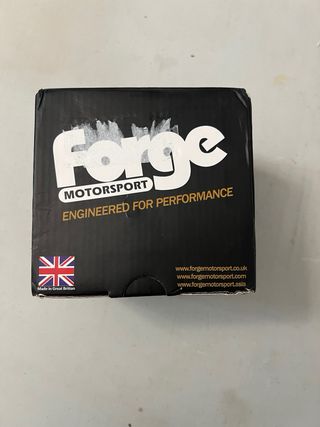 Forge
MOTORSPORT
ENGINEERED FOR PERFORMANCE
www.forgemotorsport.co.uk
www.forgemotorsport.com
www.forgemotorsport.asia
Made in Great Britain